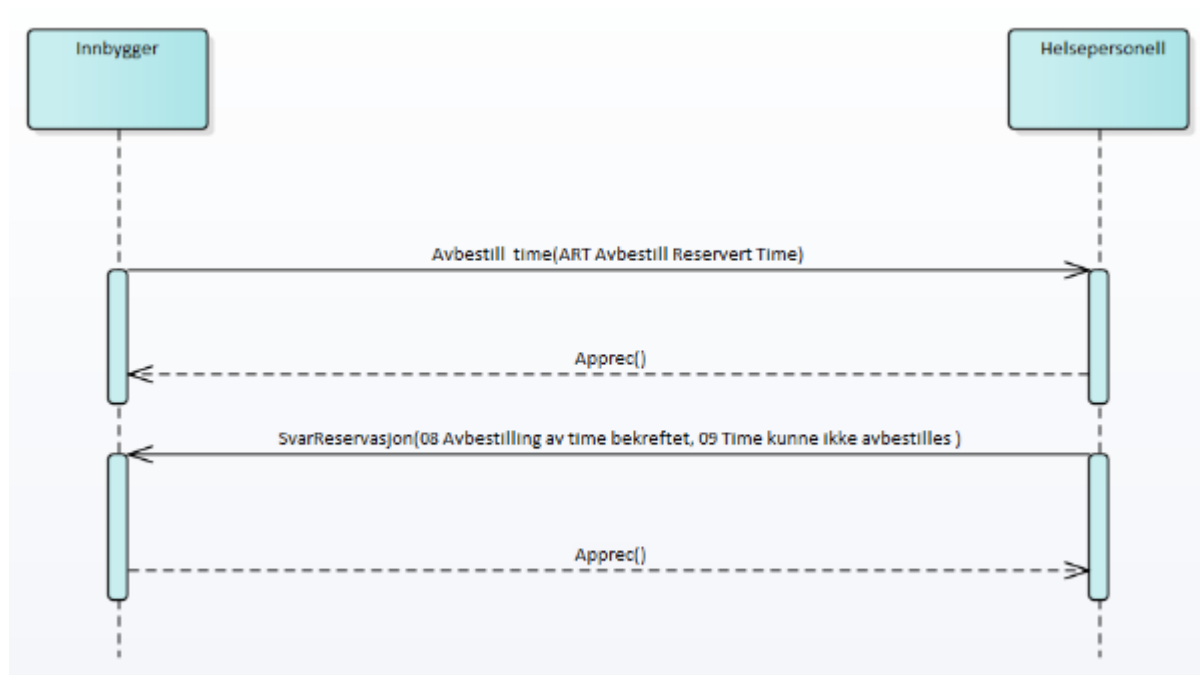 Innbygger
Helsepersonell
Avbestill time(ART Avbestill Reservert Time)
Apprec()
SvarReservasjon(08 Avbestilling av time bekreftet, 09 Time kunne ikke avbestilles )
Apprec()